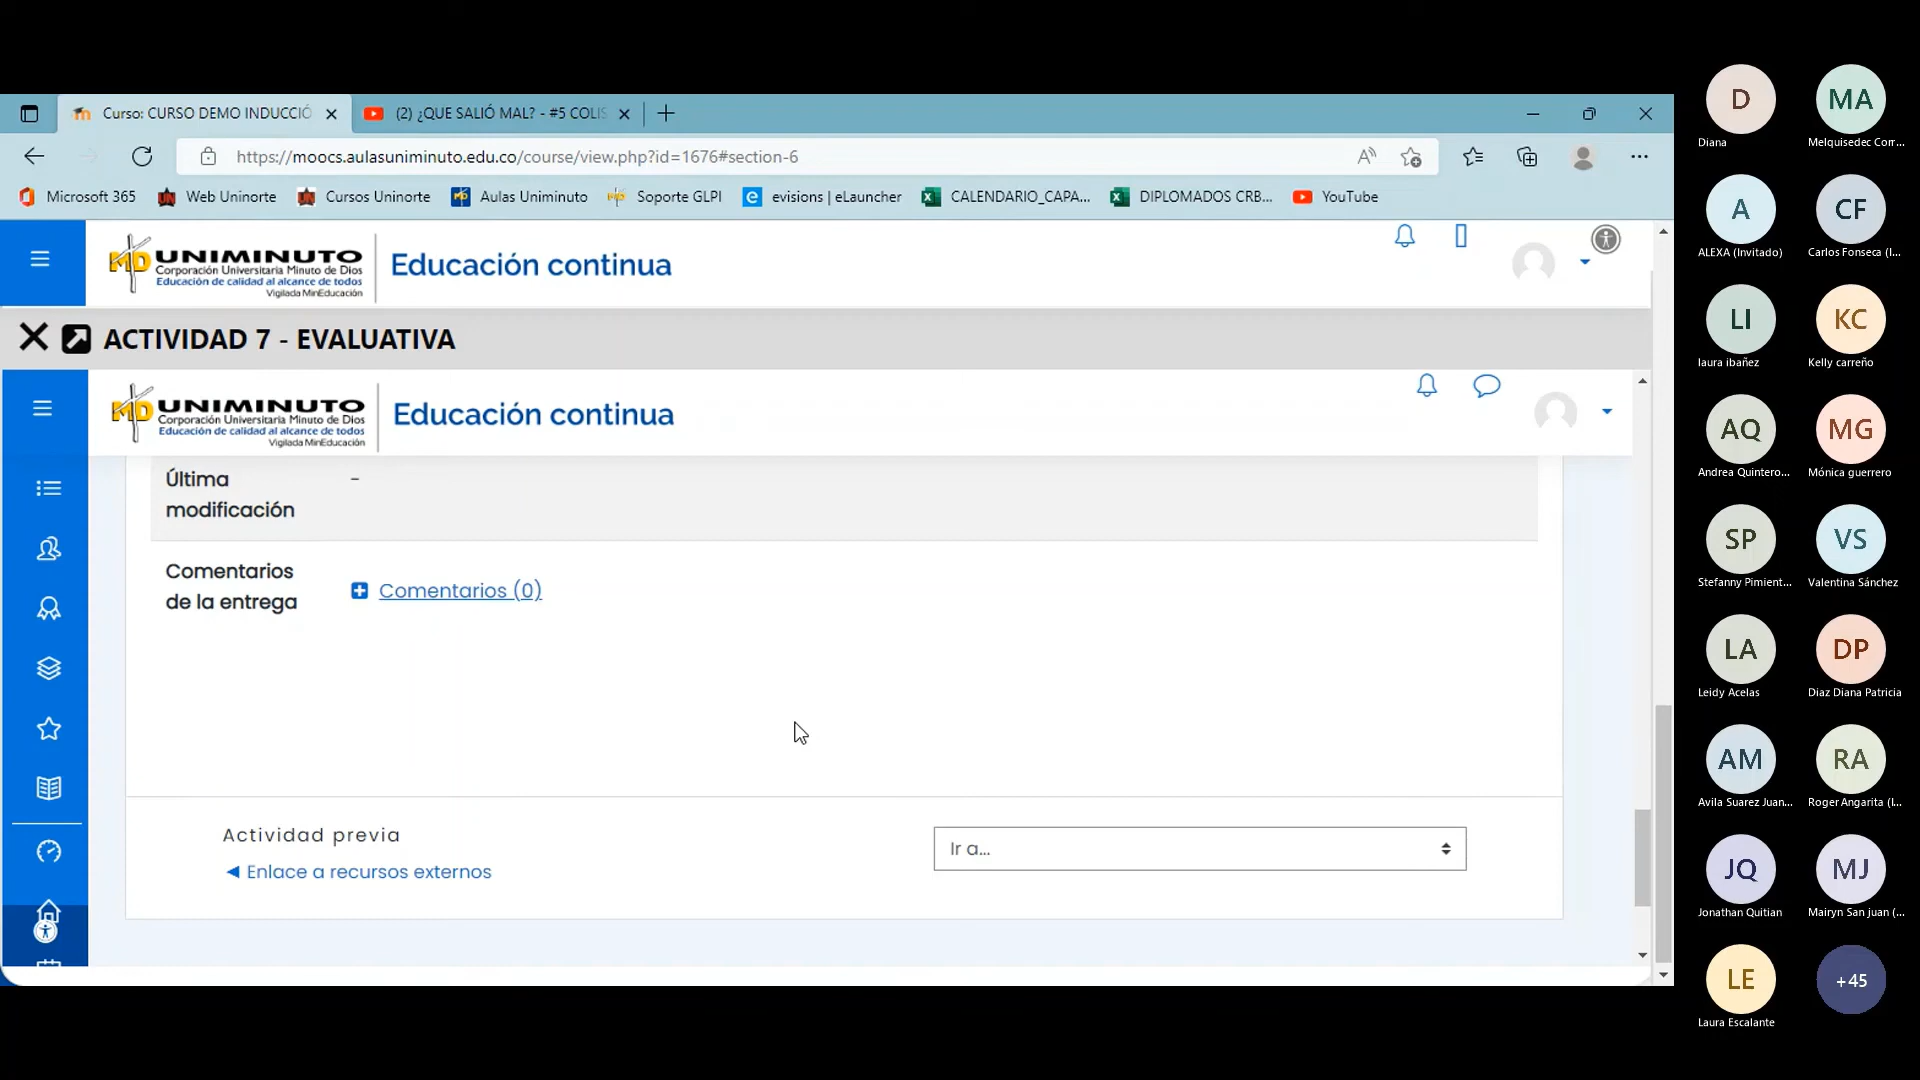 Curso: CURSO DEMO INDUCCIÓ
(2) ¿QUE SALIÓ MAL? - #5 COLIS
https://moocs.aulasuniminuto.edu.co/course/view.php?id=1676#section-6
Microsoft 365
Web Uninorte
Cursos Uninorte
Aulas Uniminuto
Soporte GLPI
evisions | eLauncher
CALENDARIO_CAPA...
DIPLOMADOS CRB...
YouTube
UNIMINUTO
Corporación Universitaria Minuto de Dios
Educación de calidad al alcance de todos
Vigilada MinEducación
Educación continua
ACTIVIDAD 7 - EVALUATIVA
UNIMINUTO
Corporación Universitaria Minuto de Dios
Educación de calidad al alcance de todos
Vigilada MinEducación
Educación continua
Última
modificación
-
Comentarios
de la entrega
Comentarios (0)
Actividad previa
◄ Enlace a recursos externos
Ir a...
D
Diana
MA
Melquisedec Cor...
A
ALEXA (Invitado)
CF
Carlos Fonseca (I...
LI
laura ibañez
KC
Kelly carreño
AQ
Andrea Quintero...
MG
Mónica guerrero
SP
Stefanny Pimient...
VS
Valentina Sánchez
LA
Leidy Acelas
DP
Diaz Diana Patricia
AM
Avila Suarez Juan...
RA
Roger Angarita (I...
JQ
Jonathan Quitian
MJ
Mairyn San juan (...
LE
Laura Escalante
+45